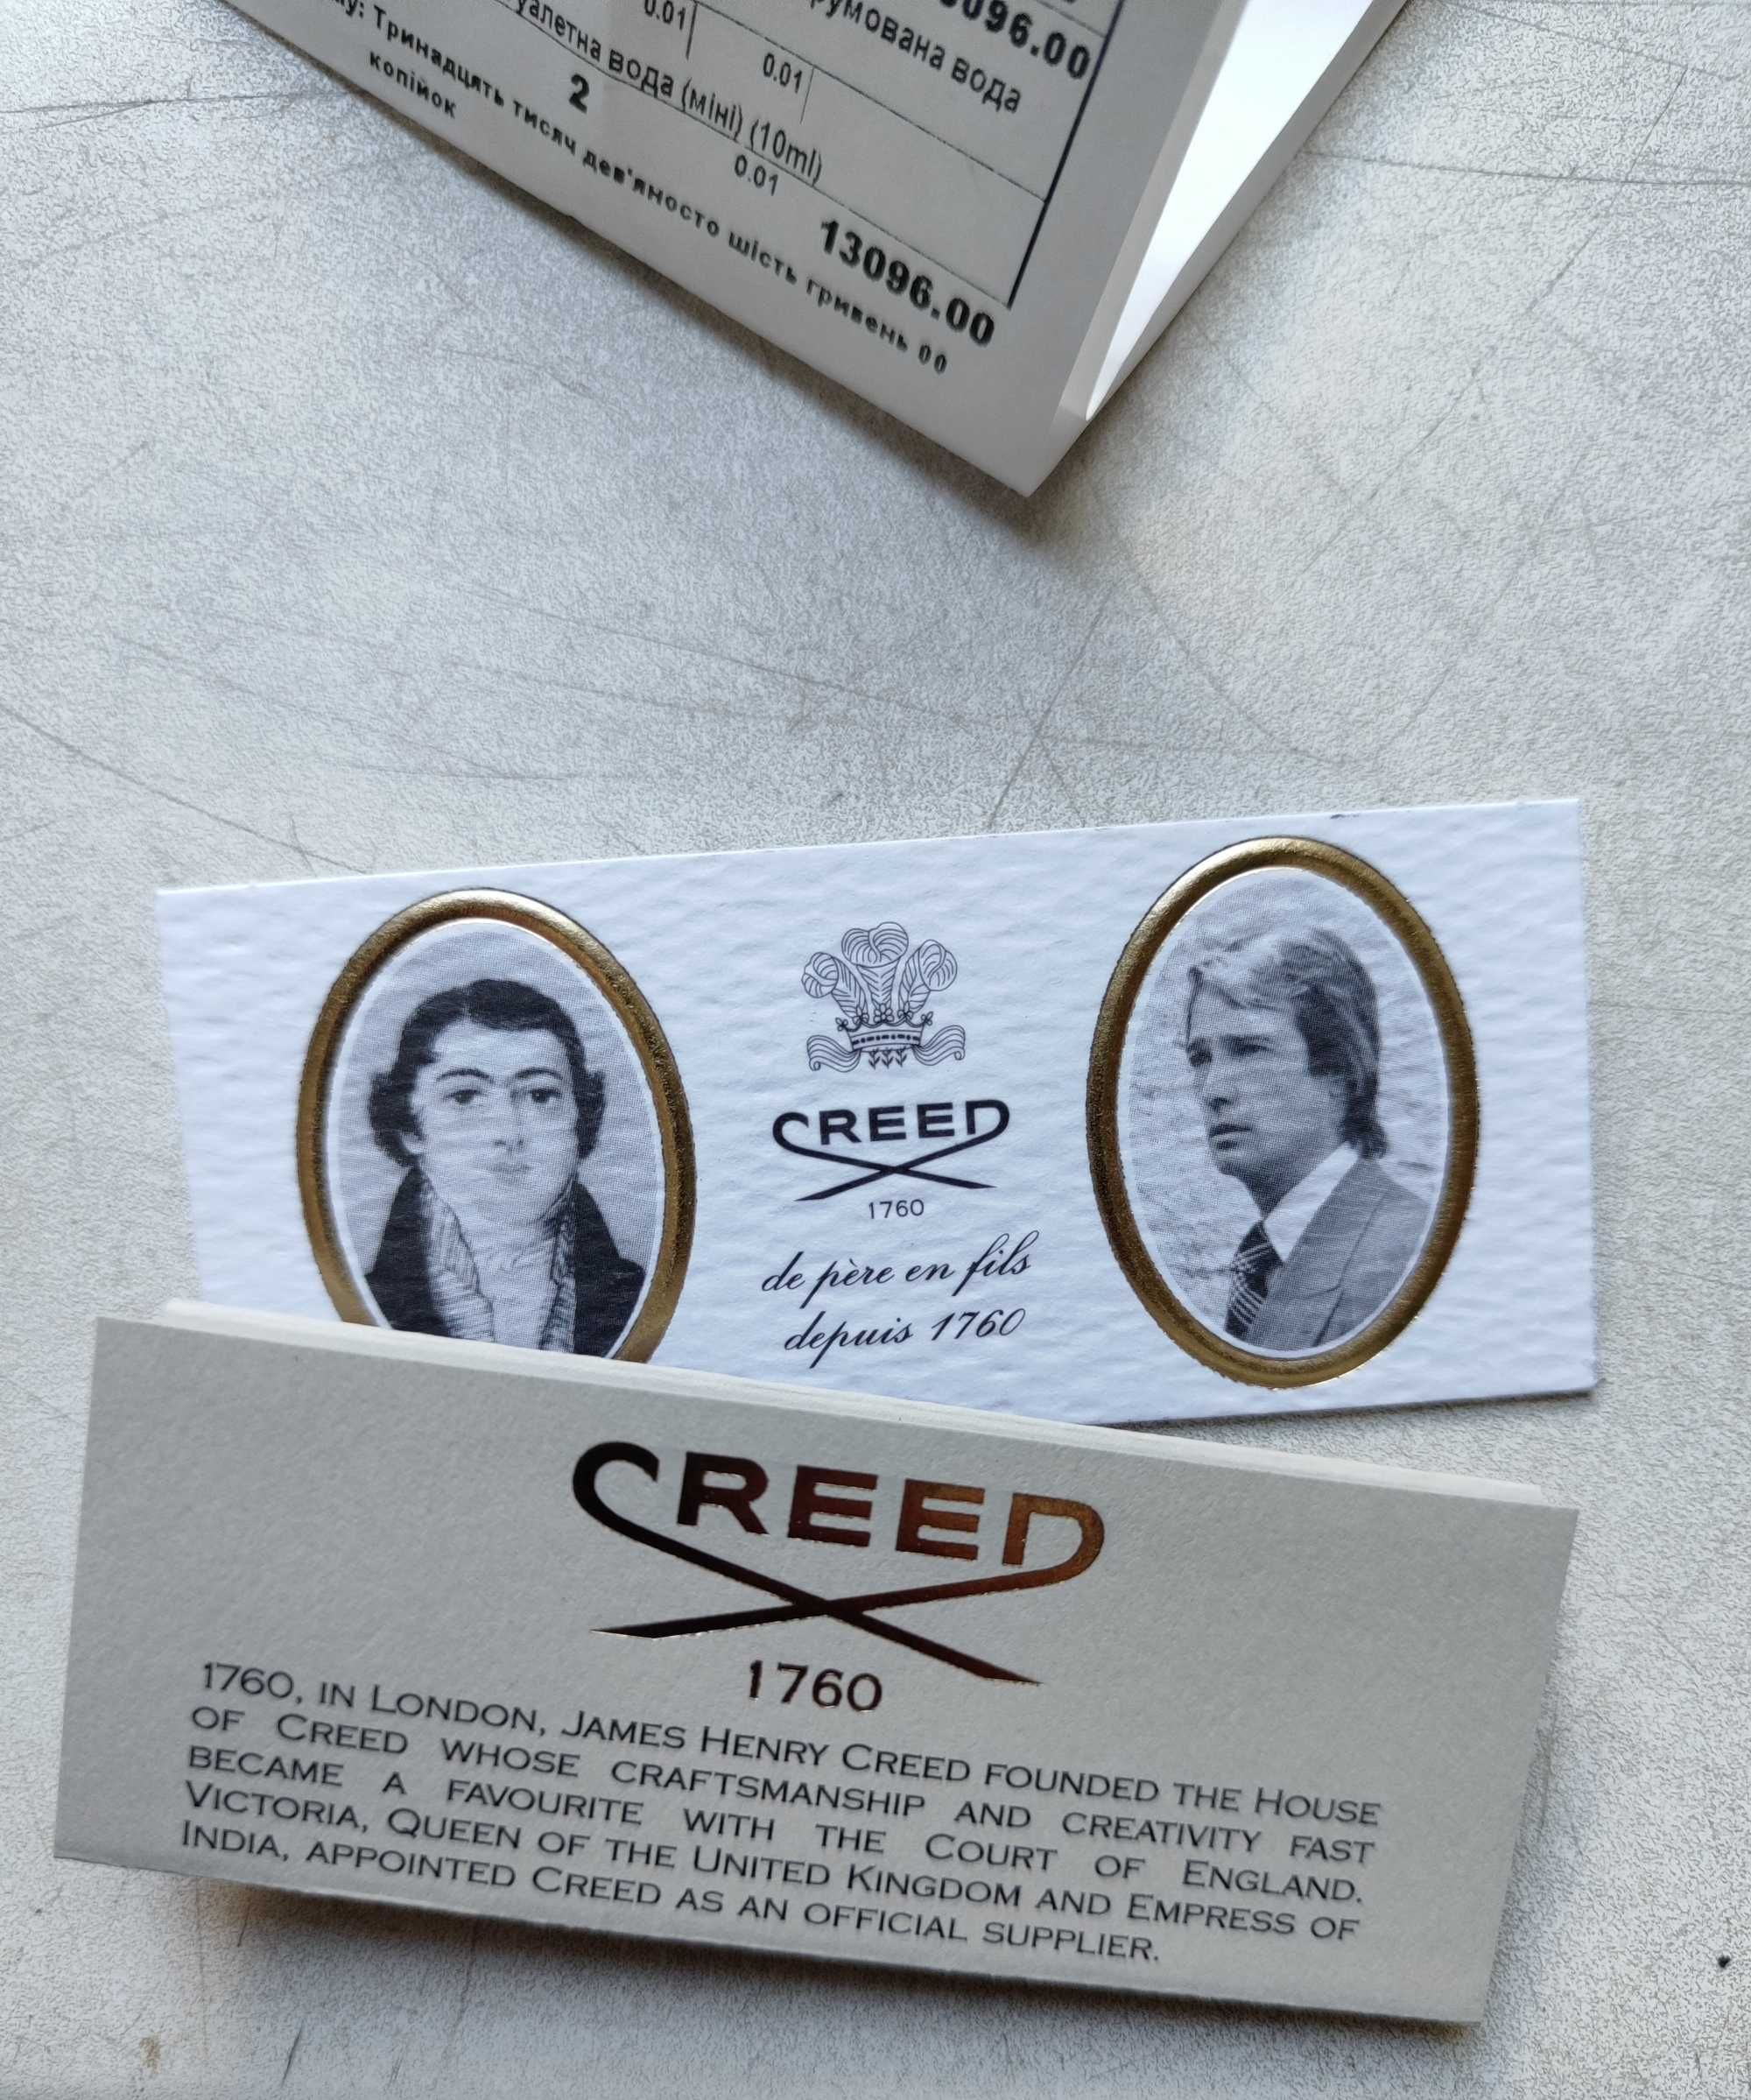 0.01
096.00
0.01
вода
вода (міні) (10ml)
2
0.01
13096.00
Тринадцять тисяч дев'яносто шість гривень 00
копійок
CREED
1760
de père en fils
depuis 1760
CREED
1760
1760, IN LONDON, JAMES HENRY CREED FOUNDED THE HOUSE
OF CREED WHOSE CRAFTSMANSHIP AND CREATIVITY FAST
BECAME A FAVOURITE WITH THE COURT OF ENGLAND.
VICTORIA, QUEEN OF THE UNITED KINGDOM AND EMPRESS OF
INDIA, APPOINTED CREED AS AN OFFICIAL SUPPLIER.